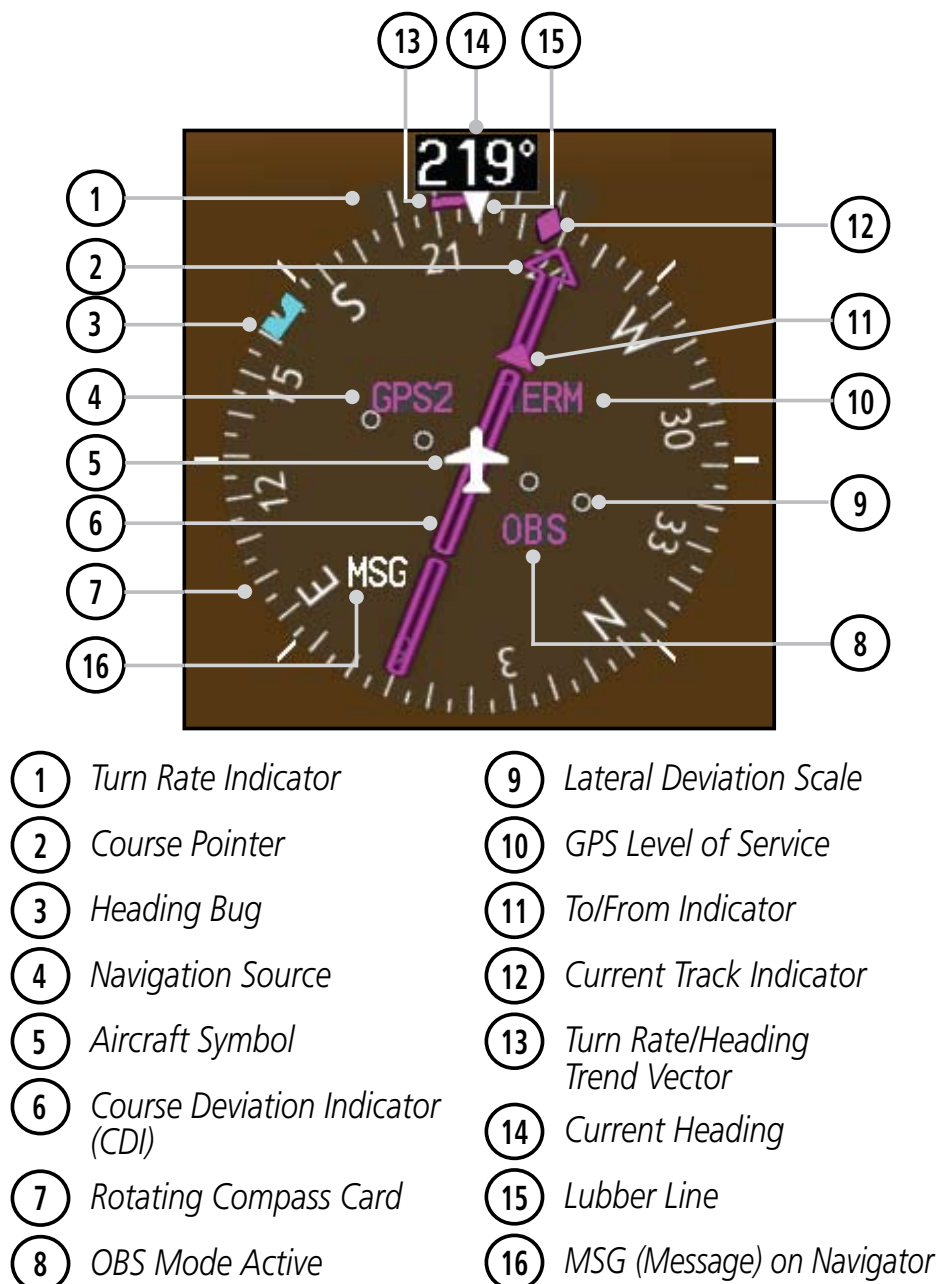 13 14 15
219°
1
12
2
21
3
S
W
11
15
4
GPS2 TERM
10
30
5
12
9
6
OBS
33
MSG
7
E
N
8
16
3
1 Turn Rate Indicator
2 Course Pointer
3 Heading Bug
4 Navigation Source
5 Aircraft Symbol
6 Course Deviation Indicator
(CDI)
7 Rotating Compass Card
8 OBS Mode Active
9 Lateral Deviation Scale
10 GPS Level of Service
11 To/From Indicator
12 Current Track Indicator
13 Turn Rate/Heading
Trend Vector
14 Current Heading
15 Lubber Line
16 MSG (Message) on Navigator